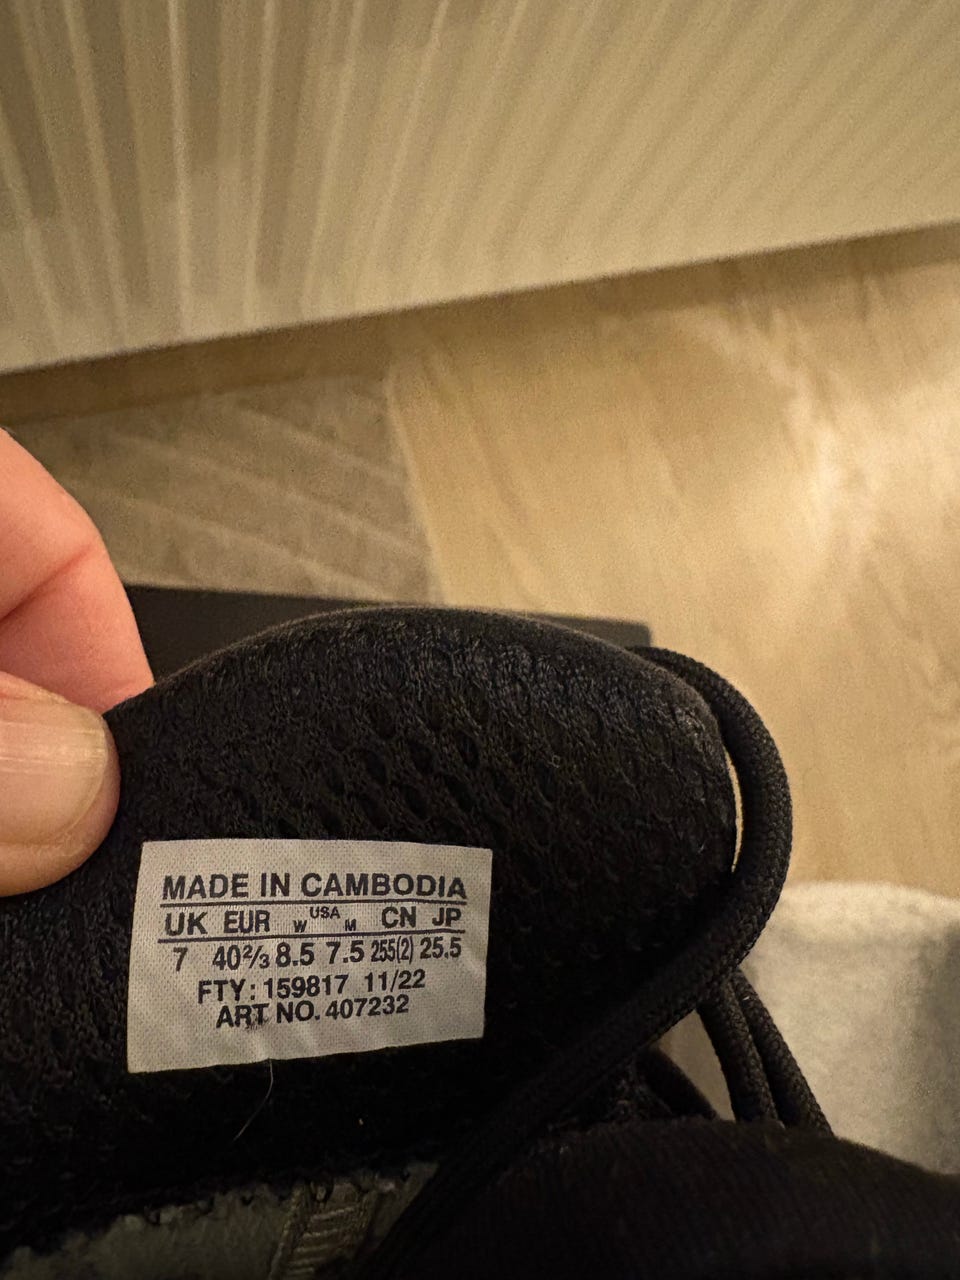 MADE IN CAMBODIA
UK EUR W USA M CN JP
7 40⅔ 8.5 7.5 255(2) 25.5
FTY: 159817 11/22
ART NO. 407232